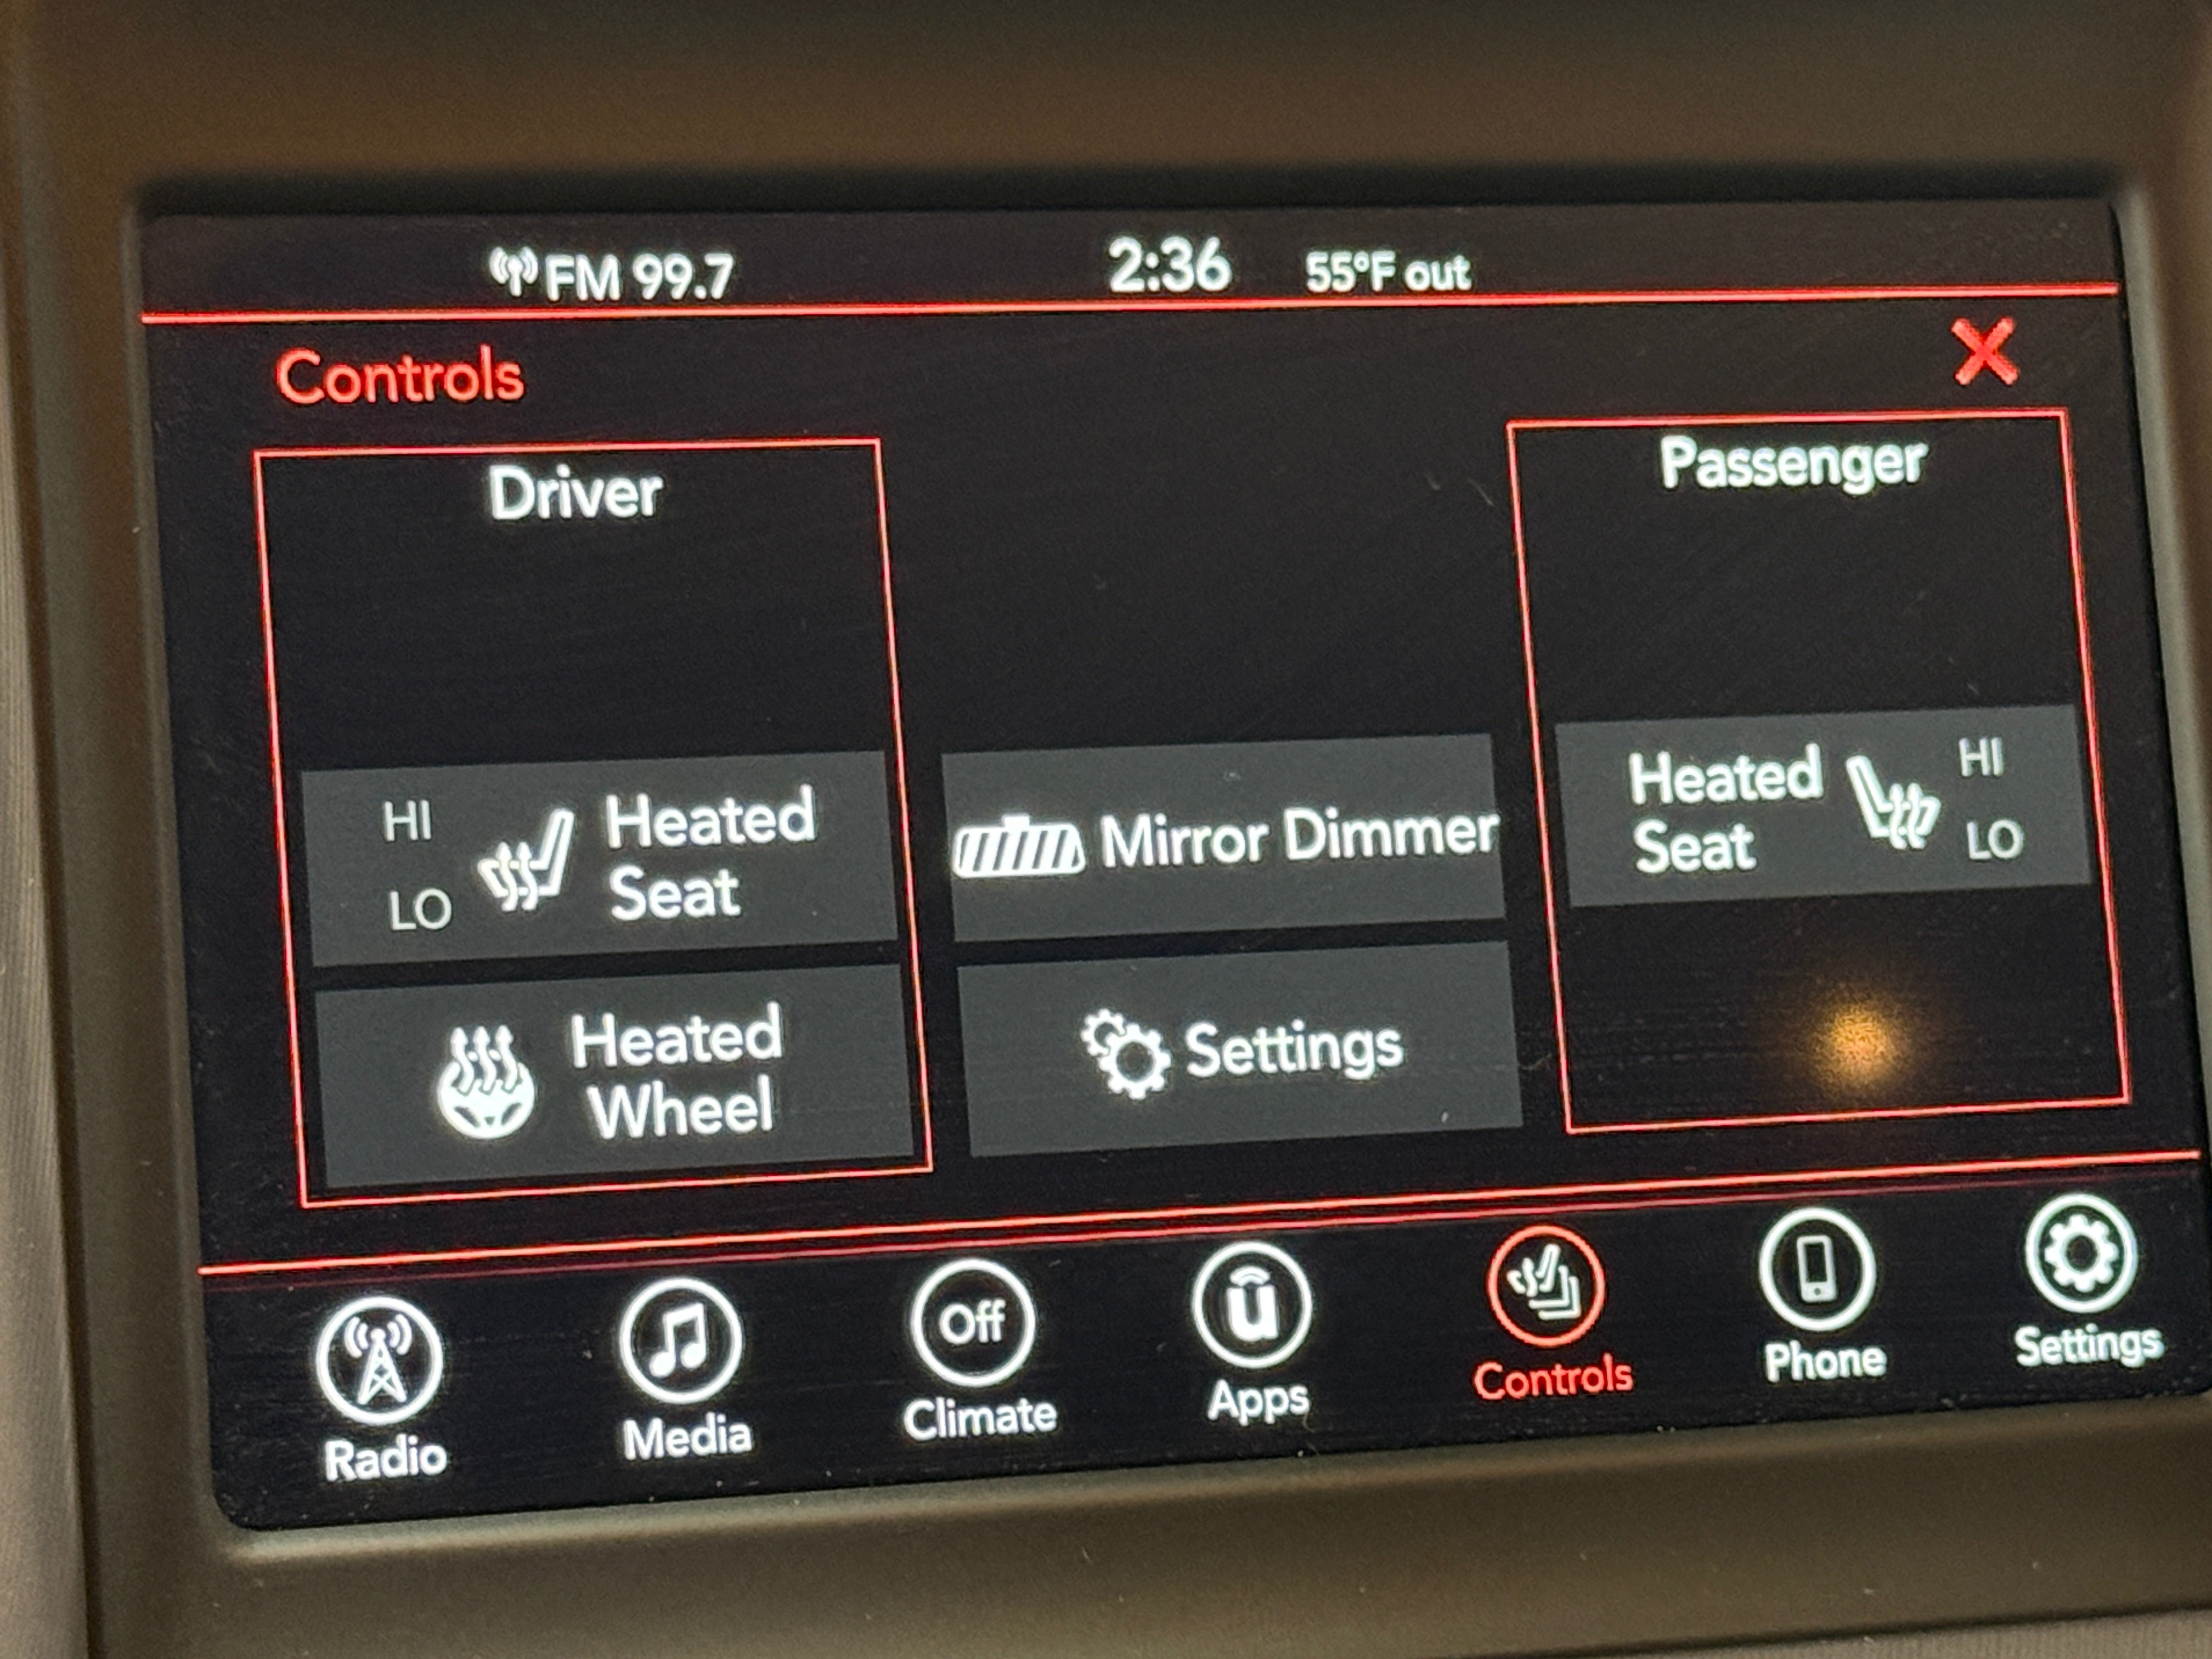 FM 99.7
2:36
55°F out
Controls
X
Driver
HI
LO
Heated
Seat
Heated
Wheel
Mirror Dimmer
Settings
Passenger
Heated
Seat
HI
LO
Radio
Media
Off
Climate
u
Apps
Controls
Phone
Settings